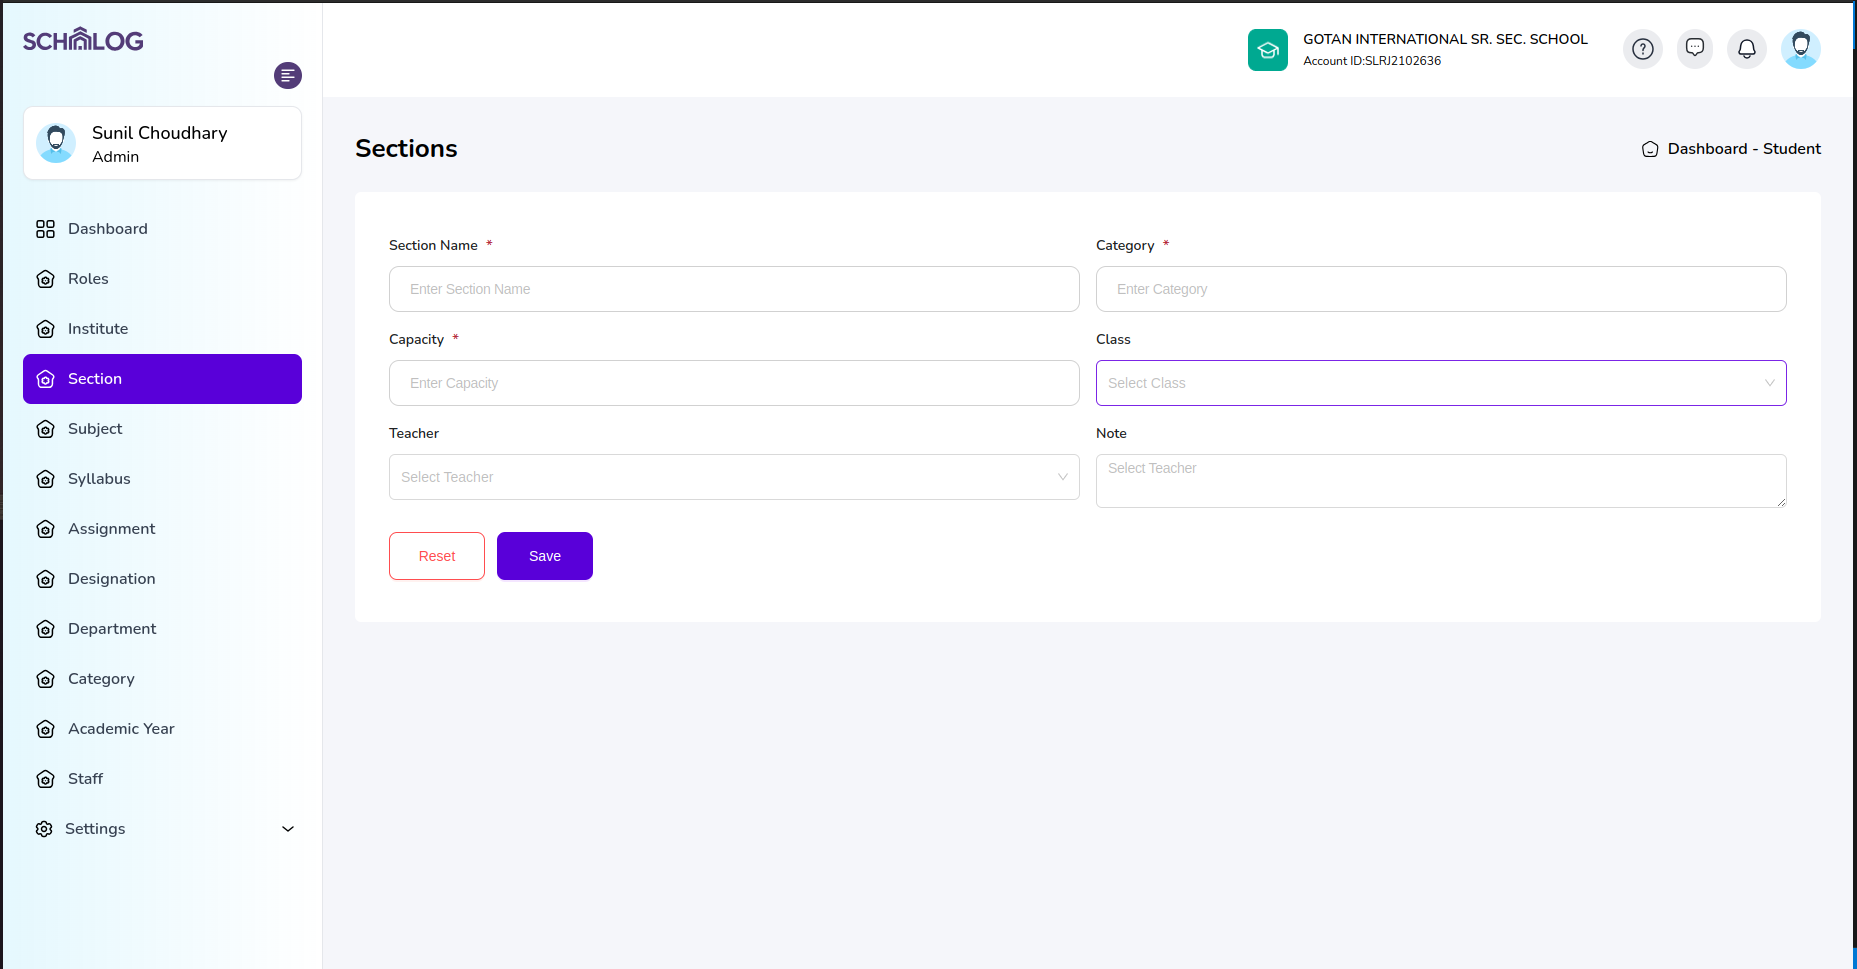 SCHOOLOG
GOTAN INTERNATIONAL SR. SEC. SCHOOL
Account ID:SLRJ2102636
Sunil Choudhary
Admin
Dashboard
Roles
Institute
Section
Subject
Syllabus
Assignment
Designation
Department
Category
Academic Year
Staff
Settings
Sections
Dashboard - Student
Section Name *
Enter Section Name
Category *
Enter Category
Capacity *
Enter Capacity
Class
Select Class
Teacher
Select Teacher
Note
Select Teacher
Reset
Save